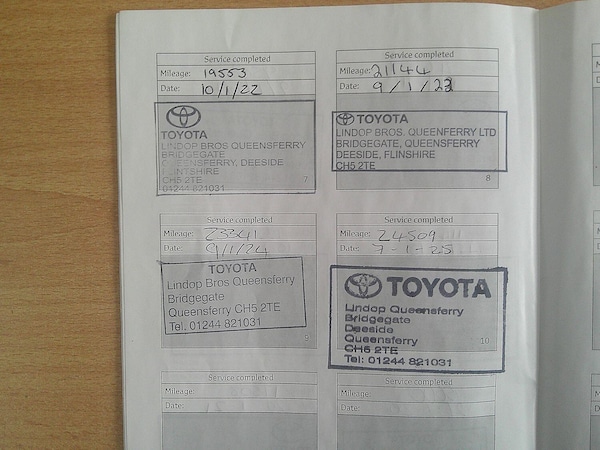 Service completed
Mileage: 19553
Date: 10/1/22
TOYOTA
LINDOP BROS QUEENSFERRY
BRIDGEGATE
QUEENSFERRY, DEESIDE
FLINTSHIRE
CH5 2TE
01244 821031
7
Service completed
Mileage: 21144
Date: 9/1/23
TOYOTA
LINDOP BROS. QUEENFERRY LTD
BRIDGEGATE, QUEENSFERRY
DEESIDE, FLINSHIRE
CH5 2TE
8
Service completed
Mileage: 23341
Date: 9/1/24
TOYOTA
Lindop Bros Queensferry
Bridgegate
Queensferry CH5 2TE
Tel. 01244 821031
9
Service completed
Mileage: 24509
Date: 7-1-25
TOYOTA
Lindop Queensferry
Bridgegate
Deeside
Queensferry
CH5 2TE
Tel: 01244 821031
10
Service completed
Mileage:
Date:
Service completed
Mileage:
Date: